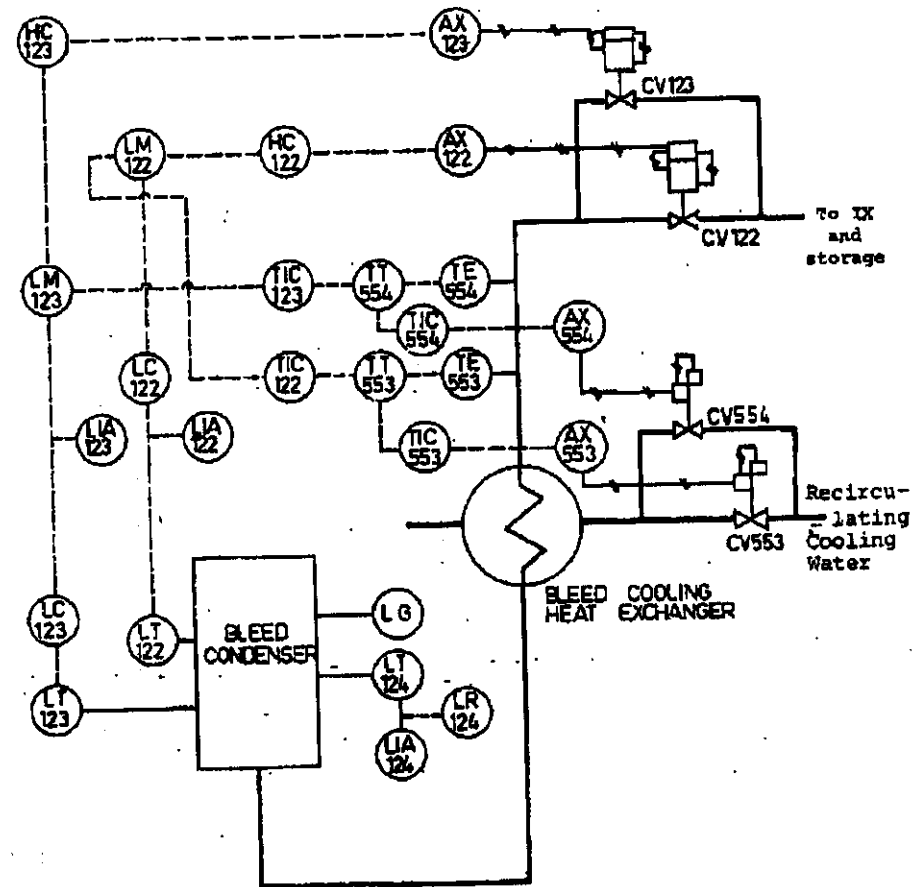 HC
123
AX
123
CV123
LM
122
HC
122
AX
122
CV122
To IX
and
storage
LM
123
TIC
123
TT
554
TE
554
TIC
554
AX
554
LC
122
TIC
122
TT
553
TE
553
CV554
LIA
123
LIA
122
TIC
553
AX
553
Recircu-
lating
Cooling
Water
CV553
BLEED COOLING
HEAT EXCHANGER
LC
123
LT
122
BLEED
CONDENSER
LG
LT
124
LT
123
LR
124
LIA
124